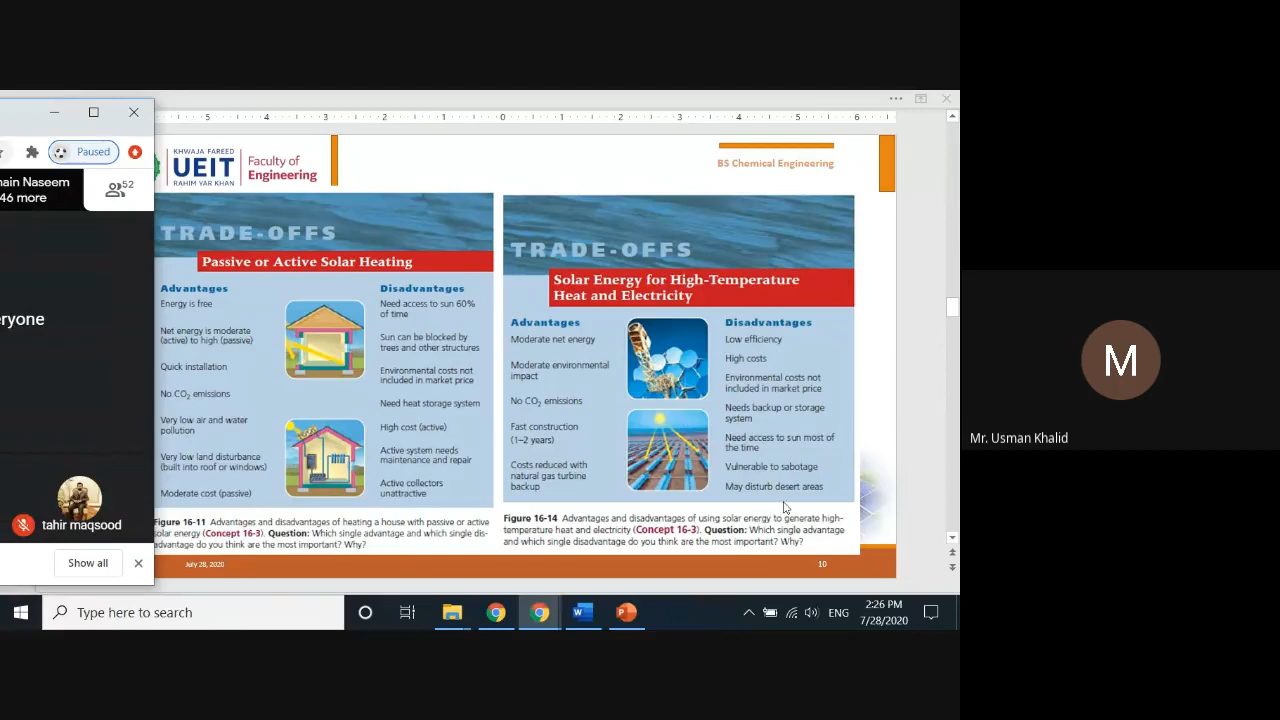 Paused
nain Naseem
46 more
52
eryone
tahir maqsood
Show all
5 4 3 2 1 0 1 2 3 4 5 6
KHWAJA FAREED
UEIT
RAHIM YAR KHAN
Faculty of
Engineering
BS Chemical Engineering
TRADE-OFFS
Passive or Active Solar Heating
Advantages
Energy is free
Net energy is moderate
(active) to high (passive)
Quick installation
No CO₂ emissions
Very low air and water
pollution
Very low land disturbance
(built into roof or windows)
Moderate cost (passive)
Disadvantages
Need access to sun 60%
of time
Sun can be blocked by
trees and other structures
Environmental costs not
included in market price
Need heat storage system
High cost (active)
Active system needs
maintenance and repair
Active collectors
unattractive
Figure 16-11 Advantages and disadvantages of heating a house with passive or active
solar energy (Concept 16-3). Question: Which single advantage and which single dis-
advantage do you think are the most important? Why?
TRADE-OFFS
Solar Energy for High-Temperature
Heat and Electricity
Advantages
Moderate net energy
Moderate environmental
impact
No CO₂ emissions
Fast construction
(1–2 years)
Costs reduced with
natural gas turbine
backup
Disadvantages
Low efficiency
High costs
Environmental costs not
included in market price
Needs backup or storage
system
Need access to sun most of
the time
Vulnerable to sabotage
May disturb desert areas
Figure 16-14 Advantages and disadvantages of using solar energy to generate high-
temperature heat and electricity (Concept 16-3). Question: Which single advantage
and which single disadvantage do you think are the most important? Why?
July 28, 2020
10
Type here to search
ENG
2:26 PM
7/28/2020
M
Mr. Usman Khalid